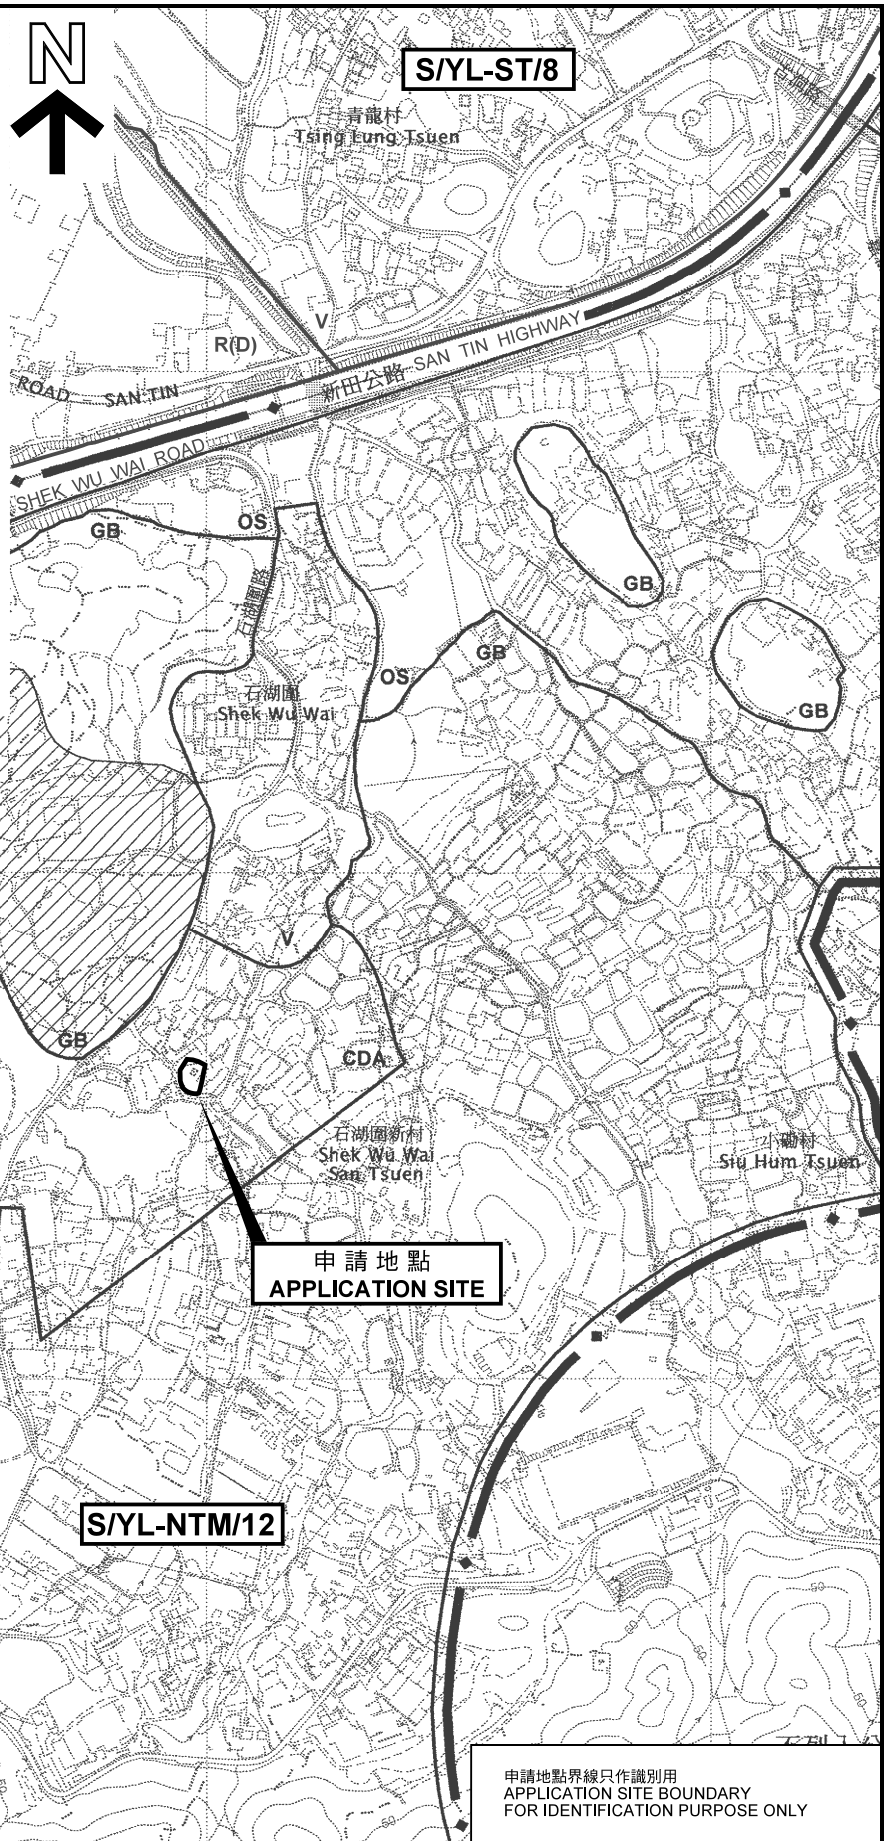 N
S/YL-ST/8
青龍村
Tsing Lung Tsuen
V
R(D)
新田公路 SAN TIN HIGHWAY
ROAD SAN TIN
SHEK WU WAI ROAD
GB
OS
石湖圍路
GB
GB
OS
石湖圍
Shek Wu Wai
GB
V
GB
CDA
石湖圍新村
Shek Wu Wai
San Tsuen
小磡村
Siu Hum Tsuen
申請地點
APPLICATION SITE
S/YL-NTM/12
50
50
50
申請地點界線只作識別用
APPLICATION SITE BOUNDARY
FOR IDENTIFICATION PURPOSE ONLY